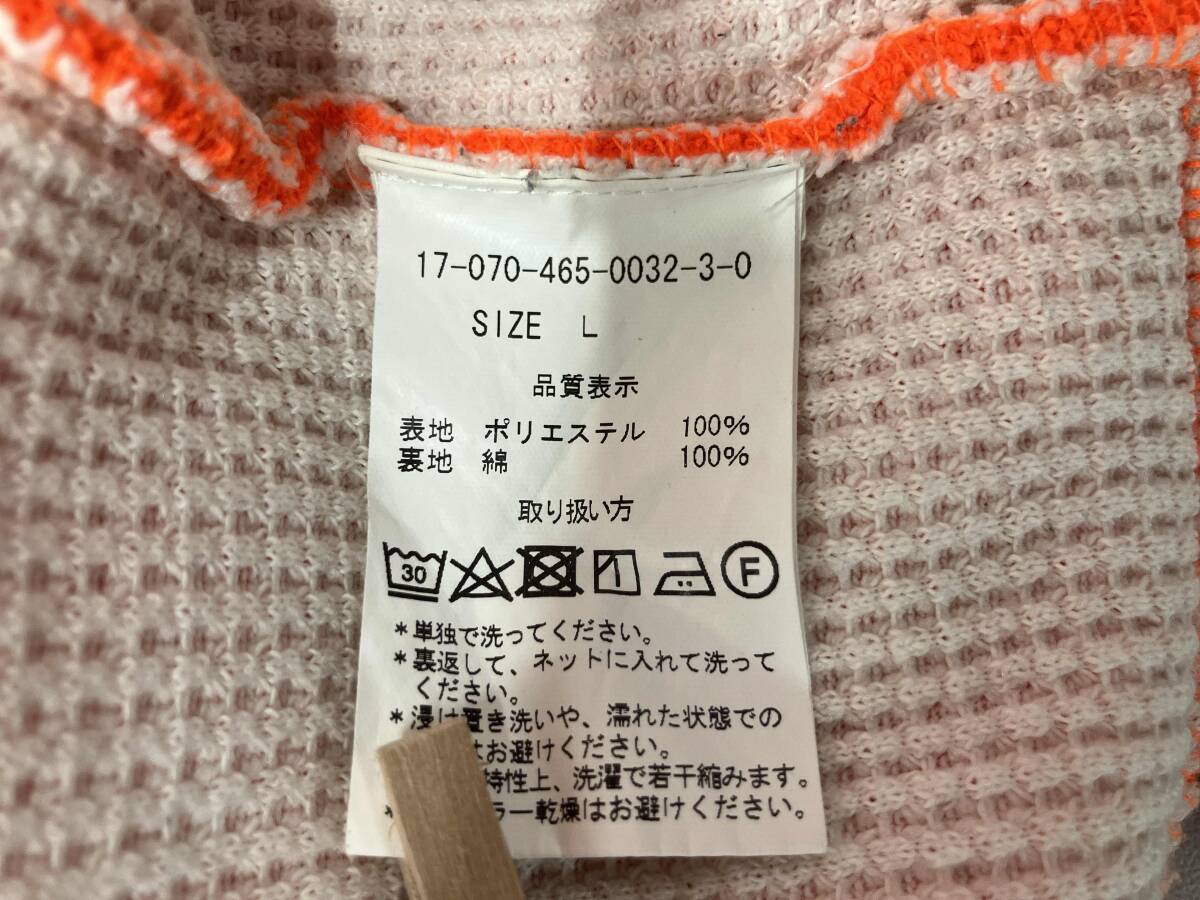 17-070-465-0032-3-0
SIZE L
品質表示
表地 ポリエステル 100%
裏地 綿 100%
取り扱い方
30 F
*単独で洗ってください。
*裏返して、ネットに入れて洗って
ください。
*浸け置き洗いや、濡れた状態での
はお避けください。
特性上、洗濯で若干縮みます。
ラー乾燥はお避けください。